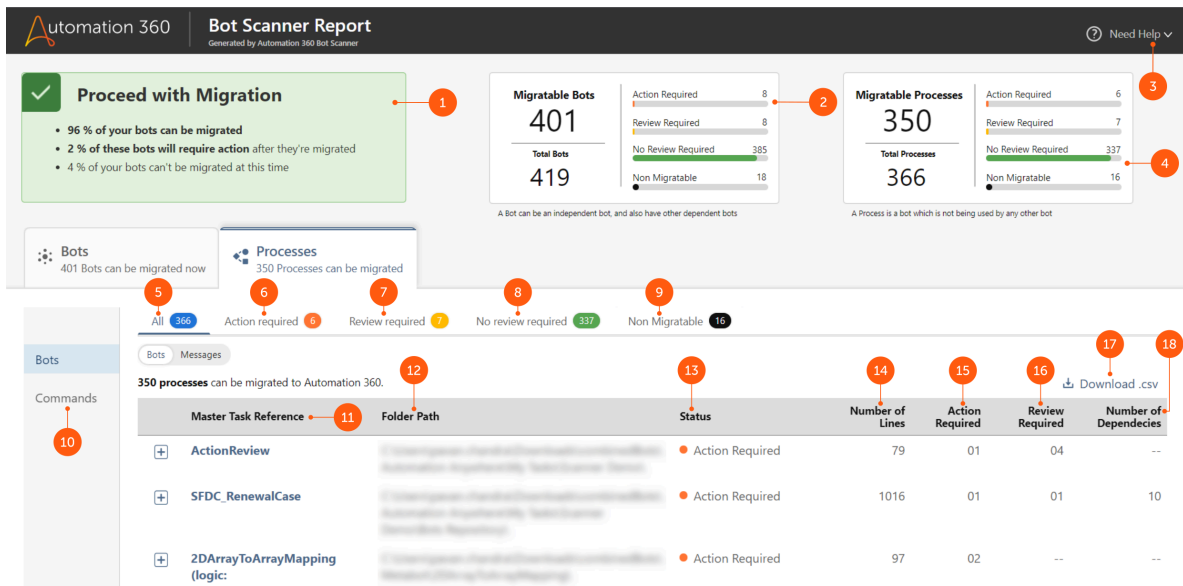 Automation 360
Bot Scanner Report
Generated by Automation 360 Bot Scanner
Need Help
3
Proceed with Migration
1
• 96 % of your bots can be migrated
• 2 % of these bots will require action after they're migrated
• 4 % of your bots can't be migrated at this time
Migratable Bots
401
Total Bots
419
Action Required 8
2
Review Required 8
No Review Required 385
Non Migratable 18
A Bot can be an independent bot, and also have other dependent bots
Migratable Processes
350
Total Processes
366
Action Required 6
Review Required 7
No Review Required 337
4
Non Migratable 16
A Process is a bot which is not being used by any other bot
Bots
401 Bots can be migrated now
Processes
350 Processes can be migrated
5 6 7 8 9
All 366 Action required 6 Review required 7 No review required 337 Non Migratable 16
Bots
Commands
10
Bots Messages
350 processes can be migrated to Automation 360.
17
Download .csv
12 13 14 15 16 18
Master Task Reference 11 Folder Path Status Number of Lines Action Required Review Required Number of Dependecies
ActionReview Action Required 79 01 04 --
SFDC_RenewalCase Action Required 1016 01 01 10
2DArrayToArrayMapping Action Required 97 02 -- --
(logic: